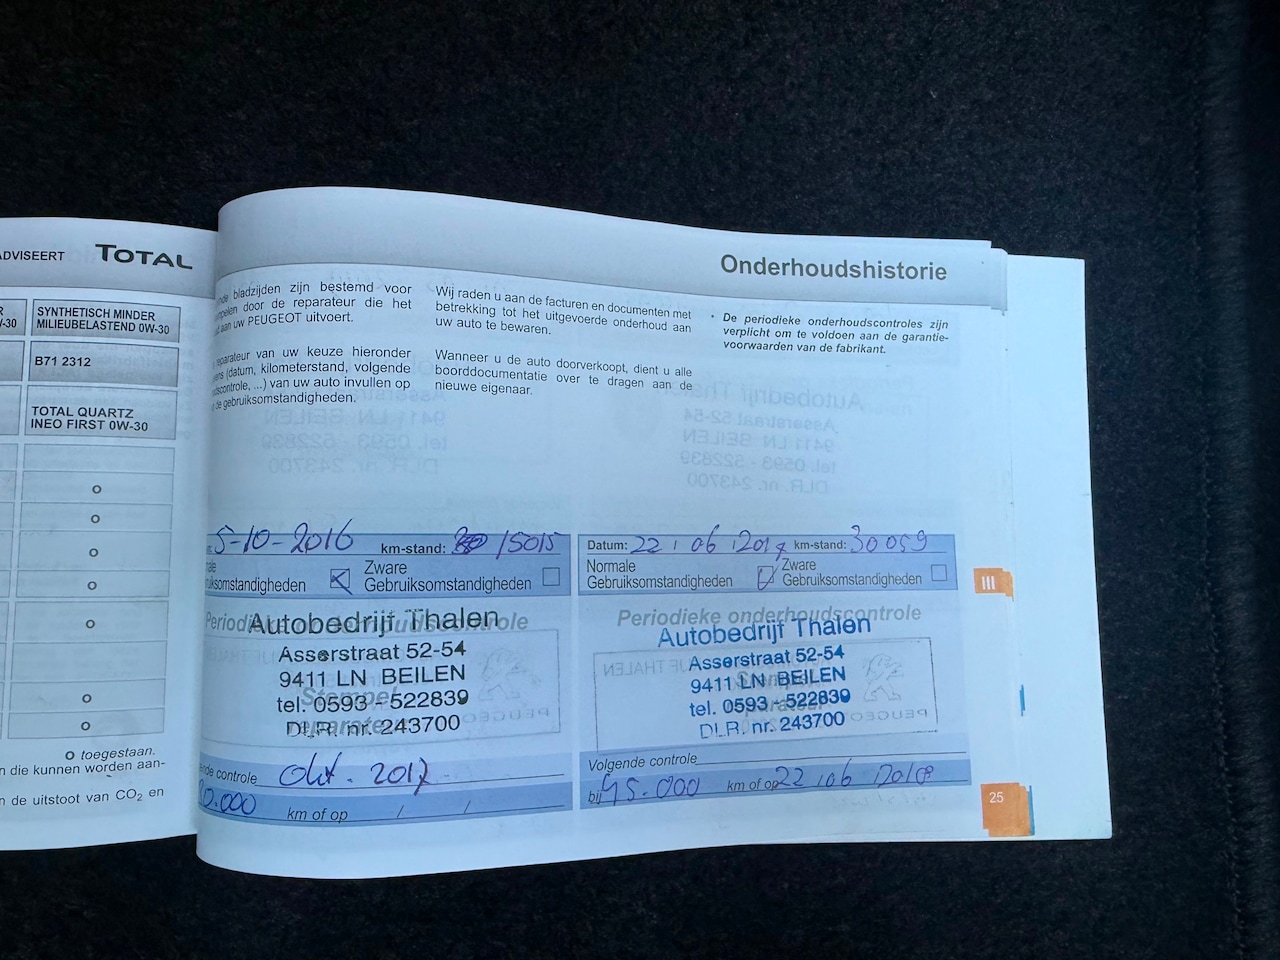 ADVISEERT TOTAL
SYNTHETISCH MINDER
MILIEUBELASTEND 0W-30
B71 2312
TOTAL QUARTZ
INEO FIRST 0W-30
o
o
o
o
o
o
o
o toegestaan.
n die kunnen worden aan-
n de uitstoot van CO2 en
Onderhoudshistorie
bladzijden zijn bestemd voor
door de reparateur die het
aan uw PEUGEOT uitvoert.
reparateur van uw keuze hieronder
(datum, kilometerstand, volgende
, ...) van uw auto invullen op
de gebruiksomstandigheden.
Wij raden u aan de facturen en documenten met
betrekking tot het uitgevoerde onderhoud aan
uw auto te bewaren.
Wanneer u de auto doorverkoopt, dient u alle
boorddocumentatie over te dragen aan de
nieuwe eigenaar.
• De periodieke onderhoudscontroles zijn
verplicht om te voldoen aan de garantie-
voorwaarden van de fabrikant.
5-10-2016 km-stand: 15015
Zware
Gebruiksomstandigheden
Periodieke onderhoudscontrole
Autobedrijf Thalen
Asserstraat 52-54
9411 LN BEILEN
Stempel
tel. 0593 - 522839
DLR. nr. 243700
controle Okt. 2017
km of op / /
Datum: 22 / 06 / 2017 km-stand: 30059
Normale
Gebruiksomstandigheden
Zware
Gebruiksomstandigheden
Periodieke onderhoudscontrole
Autobedrijf Thalen
Asserstraat 52-54
9411 LN BEILEN
tel. 0593 - 522839
DLR. nr. 243700
Volgende controle
bij 45.000 km of op 22 / 06 / 2018
III
25